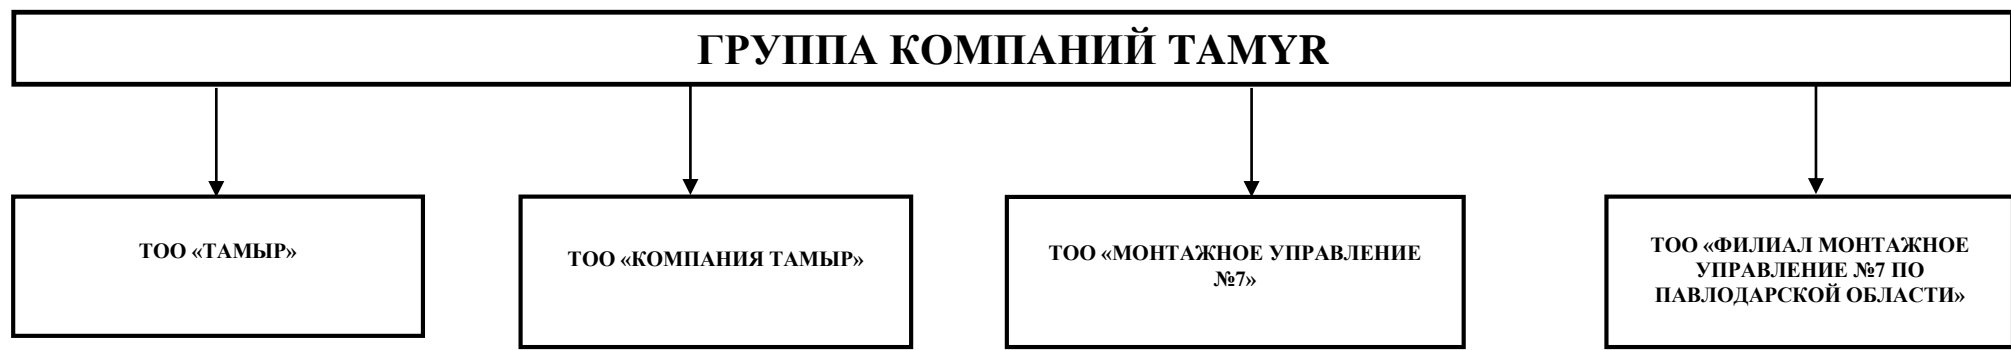 ГРУППА КОМПАНИЙ TAMYR
ТОО «ТАМЫР»
ТОО «КОМПАНИЯ ТАМЫР»
ТОО «МОНТАЖНОЕ УПРАВЛЕНИЕ
№7»
ТОО «ФИЛИАЛ МОНТАЖНОЕ
УПРАВЛЕНИЕ №7 ПО
ПАВЛОДАРСКОЙ ОБЛАСТИ»